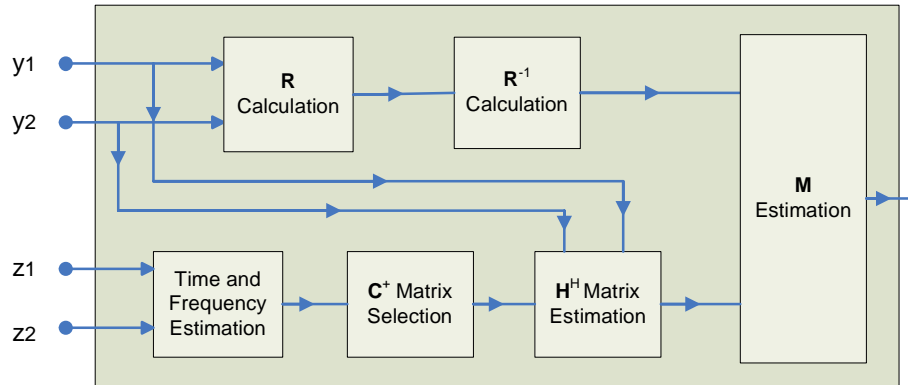 y1
y2
R
Calculation
R⁻¹
Calculation
M
Estimation
z1
z2
Time and
Frequency
Estimation
C⁺ Matrix
Selection
Hᴴ Matrix
Estimation